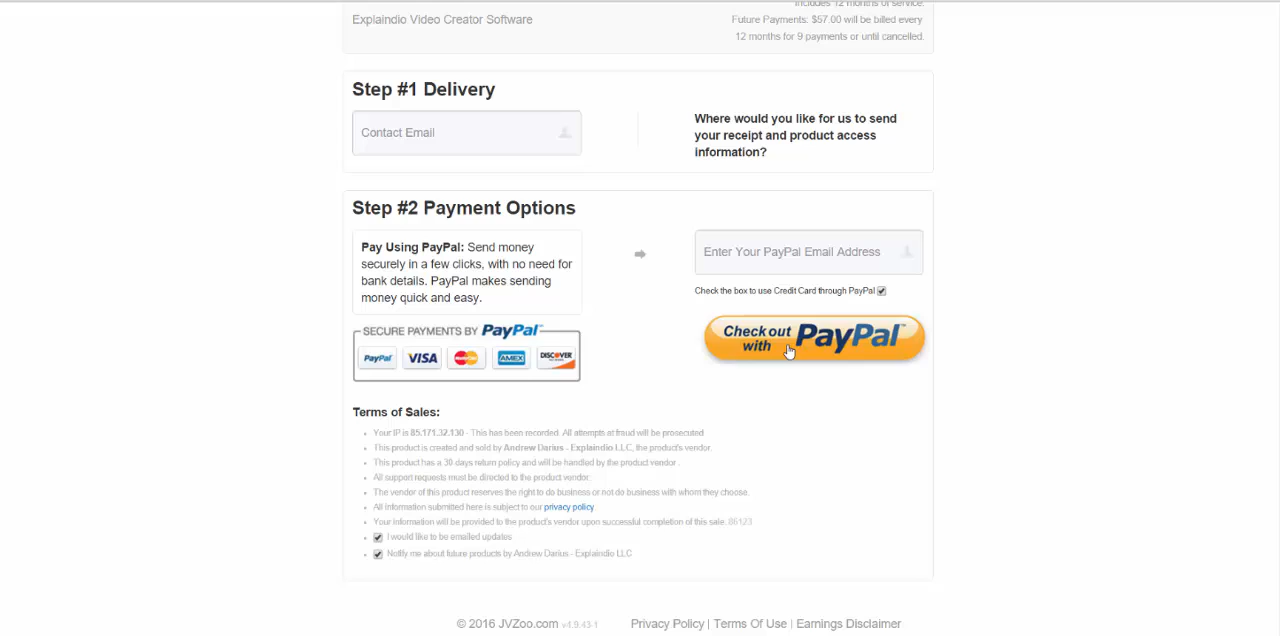 Includes 12 months of service.
Explaindio Video Creator Software
Future Payments: $57.00 will be billed every
12 months for 9 payments or until cancelled.
Step #1 Delivery
Contact Email
Where would you like for us to send
your receipt and product access
information?
Step #2 Payment Options
Pay Using PayPal: Send money
securely in a few clicks, with no need for
bank details. PayPal makes sending
money quick and easy.
Enter Your PayPal Email Address
Check the box to use Credit Card through PayPal
SECURE PAYMENTS BY PayPal™
PayPal VISA MasterCard AMEX DISCOVER
Check out with PayPal™
Terms of Sales:
Your IP is 85.171.32.130 - This has been recorded. All attempts at fraud will be prosecuted
This product is created and sold by Andrew Darius - Explaindio LLC, the product's vendor.
This product has a 30 days return policy and will be handled by the product vendor .
All support requests must be directed to the product vendor.
The vendor of this product reserves the right to do business or not do business with whom they choose.
All information submitted here is subject to our privacy policy
Your information will be provided to the product's vendor upon successful completion of this sale. 86123
I would like to be emailed updates
Notify me about future products by Andrew Darius - Explaindio LLC
© 2016 JVZoo.com v4.9.43-1 Privacy Policy | Terms Of Use | Earnings Disclaimer